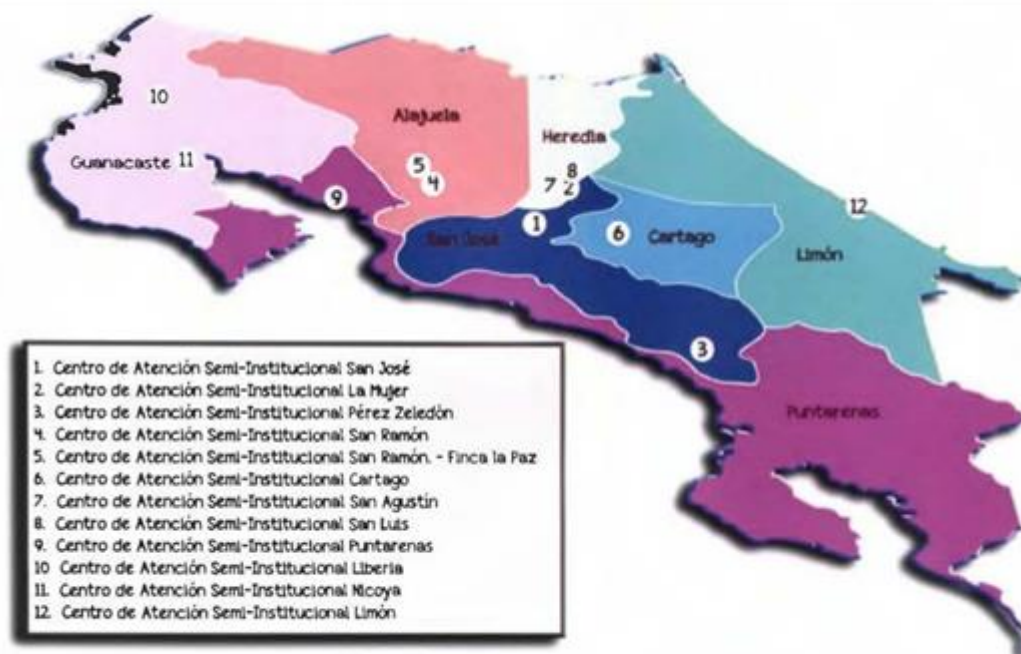 10
Alajuela
Heredia
Guanacaste
11
5
4
8
7
2
9
1
6
Cartago
12
San José
Limón
3
Puntarenas
1. Centro de Atención Semi-Institucional San José
2. Centro de Atención Semi-Institucional La Mujer
3. Centro de Atención Semi-Institucional Pérez Zeledón
4. Centro de Atención Semi-Institucional San Ramón
5. Centro de Atención Semi-Institucional San Ramón. - Finca la Paz
6. Centro de Atención Semi-Institucional Cartago
7. Centro de Atención Semi-Institucional San Agustín
8. Centro de Atención Semi-Institucional San Luis
9. Centro de Atención Semi-Institucional Puntarenas
10 Centro de Atención Semi-Institucional Liberia
11. Centro de Atención Semi-Institucional Nicoya
12. Centro de Atención Semi-Institucional Limón